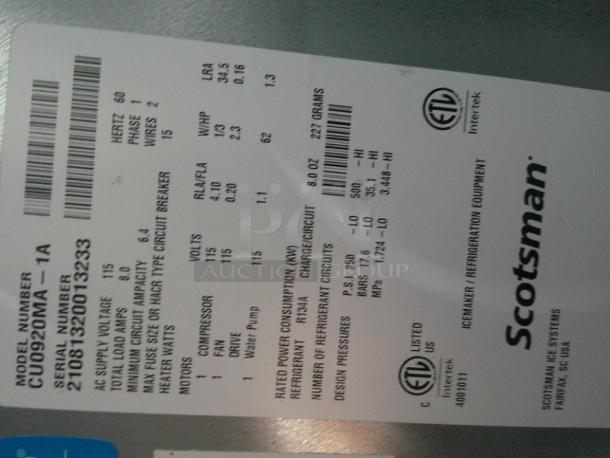 MODEL NUMBER
CU0920MA-1A
SERIAL NUMBER
21081320013233
AC SUPPLY VOLTAGE 115 HERTZ 60
TOTAL LOAD AMPS 8.0 PHASE 1
MINIMUM CIRCUIT AMPACITY 6.4 WIRES 2
MAX FUSE SIZE OR HACR TYPE CIRCUIT BREAKER 15
HEATER WATTS
MOTORS VOLTS RLA/FLA W/HP LRA
1 COMPRESSOR 115 4.10 1/3 34.5
1 FAN 115 0.20 2.3 0.16
DRIVE
1 Water Pump 115 1.1 62 1.3
RATED POWER CONSUMPTION (KW)
REFRIGERANT R134A CHARGE/CIRCUIT 8.0 OZ 227 GRAMS
NUMBER OF REFRIGERANT CIRCUITS
DESIGN PRESSURES P.S.I. 250 -LO 500 -HI
BARS 17.6 -LO 35.1 -HI
MPa 1.724 -LO 3.448 -HI
C ETL LISTED US
Intertek
4001011
ICEMAKER / REFRIGERATION EQUIPMENT
ETL
Intertek
Scotsman
SCOTSMAN ICE SYSTEMS
FAIRFAX, SC USA
AUCTION GROUP